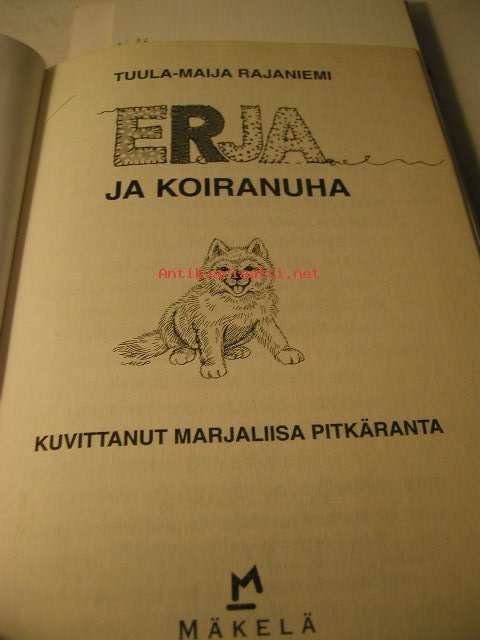 TUULA-MAIJA RAJANIEMI
ERJA
JA KOIRANUHA
Antikvariaatti.net
KUVITTANUT MARJALIISA PITKÄRANTA
M
MÄKELÄ